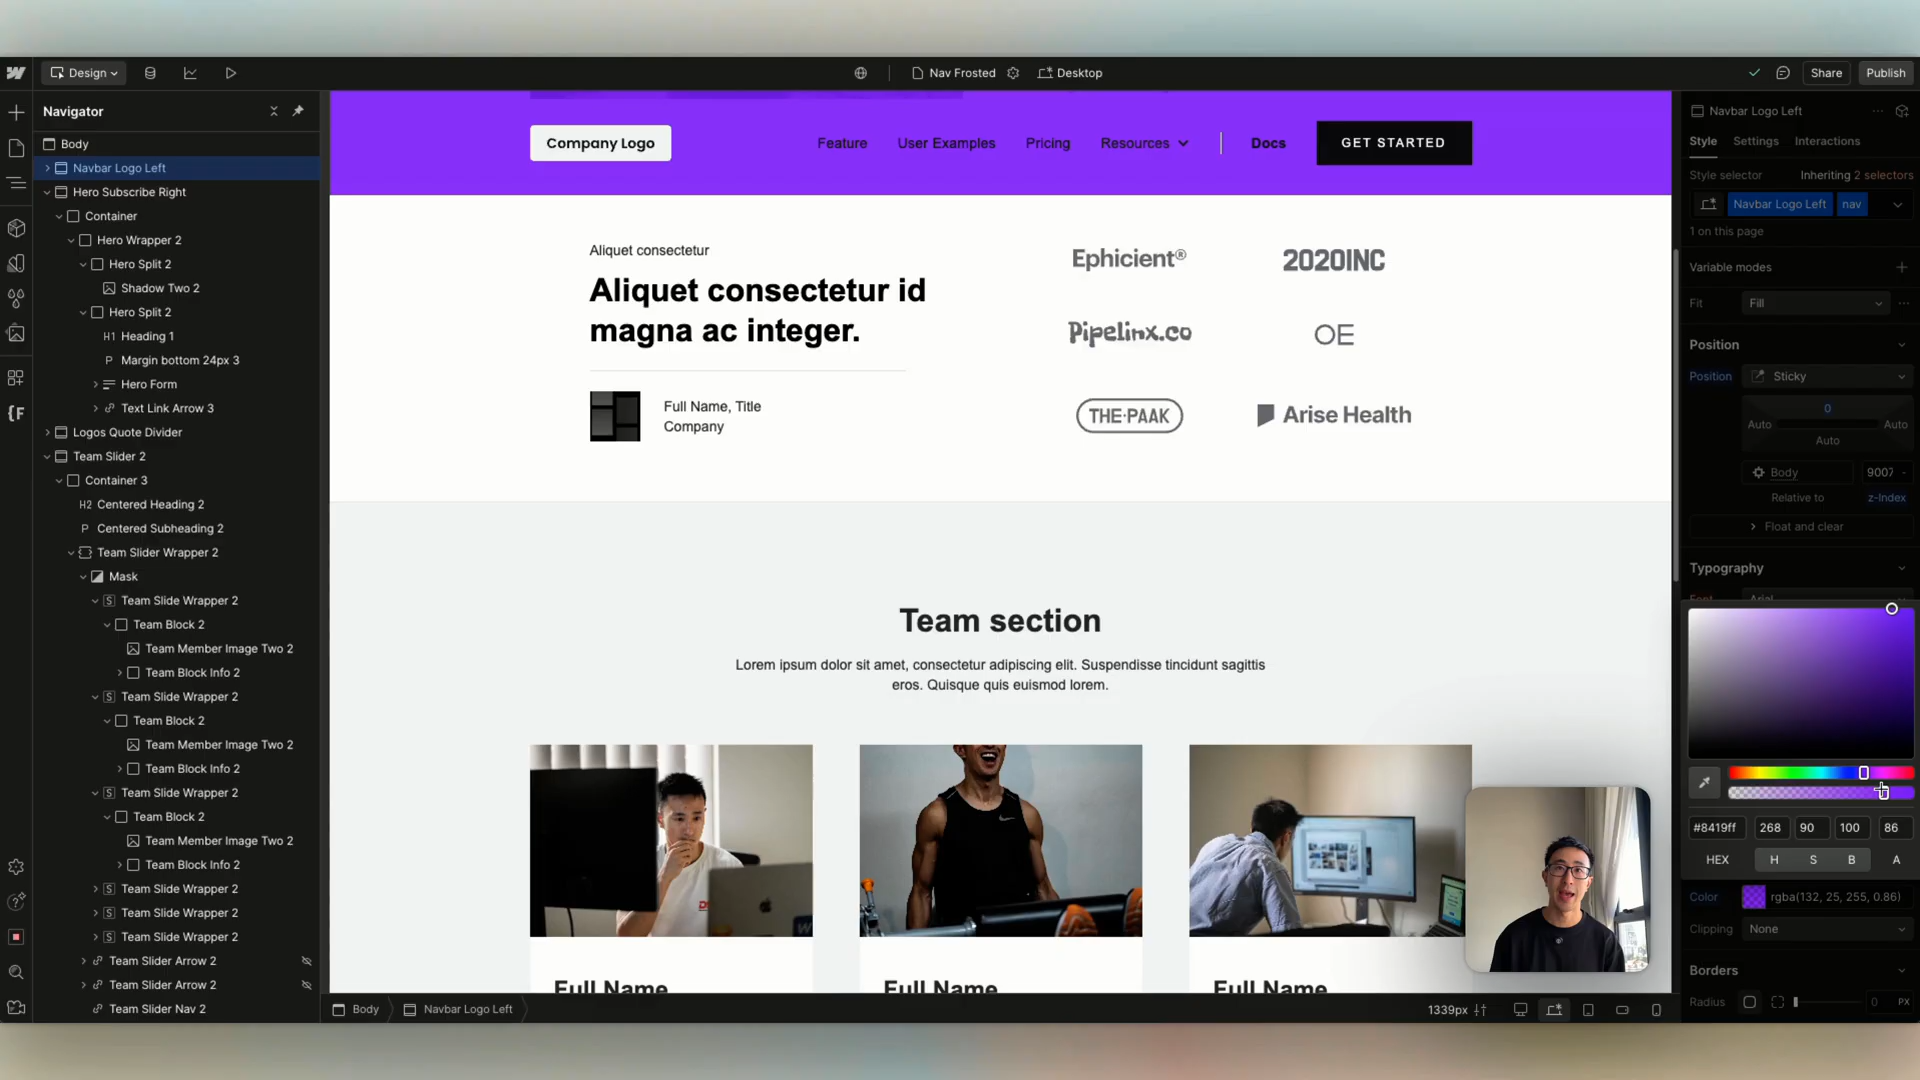 Design
Nav Frosted
Desktop
Share
Publish
Navigator
Body
Navbar Logo Left
Hero Subscribe Right
Container
Hero Wrapper 2
Hero Split 2
Shadow Two 2
Hero Split 2
H1 Heading 1
P Margin bottom 24px 3
Hero Form
Text Link Arrow 3
Logos Quote Divider
Team Slider 2
Container 3
H2 Centered Heading 2
P Centered Subheading 2
Team Slider Wrapper 2
Mask
S Team Slide Wrapper 2
Team Block 2
Team Member Image Two 2
Team Block Info 2
S Team Slide Wrapper 2
Team Block 2
Team Member Image Two 2
Team Block Info 2
S Team Slide Wrapper 2
Team Block 2
Team Member Image Two 2
Team Block Info 2
S Team Slide Wrapper 2
S Team Slide Wrapper 2
S Team Slide Wrapper 2
Team Slider Arrow 2
Team Slider Arrow 2
Team Slider Nav 2
Company Logo
Feature
User Examples
Pricing
Resources
Docs
GET STARTED
Aliquet consectetur
Aliquet consectetur id
magna ac integer.
Full Name, Title
Company
Ephicient®
2020INC
Pipelinx.co
OE
THE·PAAK
Arise Health
Team section
Lorem ipsum dolor sit amet, consectetur adipiscing elit. Suspendisse tincidunt sagittis
eros. Quisque quis euismod lorem.
Full Name
Full Name
Full Name
Body
Navbar Logo Left
1339px
Navbar Logo Left
Style Settings Interactions
Style selector
Inheriting 2 selectors
Navbar Logo Left
nav
1 on this page
Variable modes
Fit
Fill
Position
Position
Sticky
0
Auto
Auto
Auto
Body
Relative to
z-Index
Float and clear
Typography
Font
Arial
#8419ff 268 90 100 86
HEX H S B A
Color
rgba(132, 25, 255, 0.86)
Clipping
None
Borders
Radius
0 PX